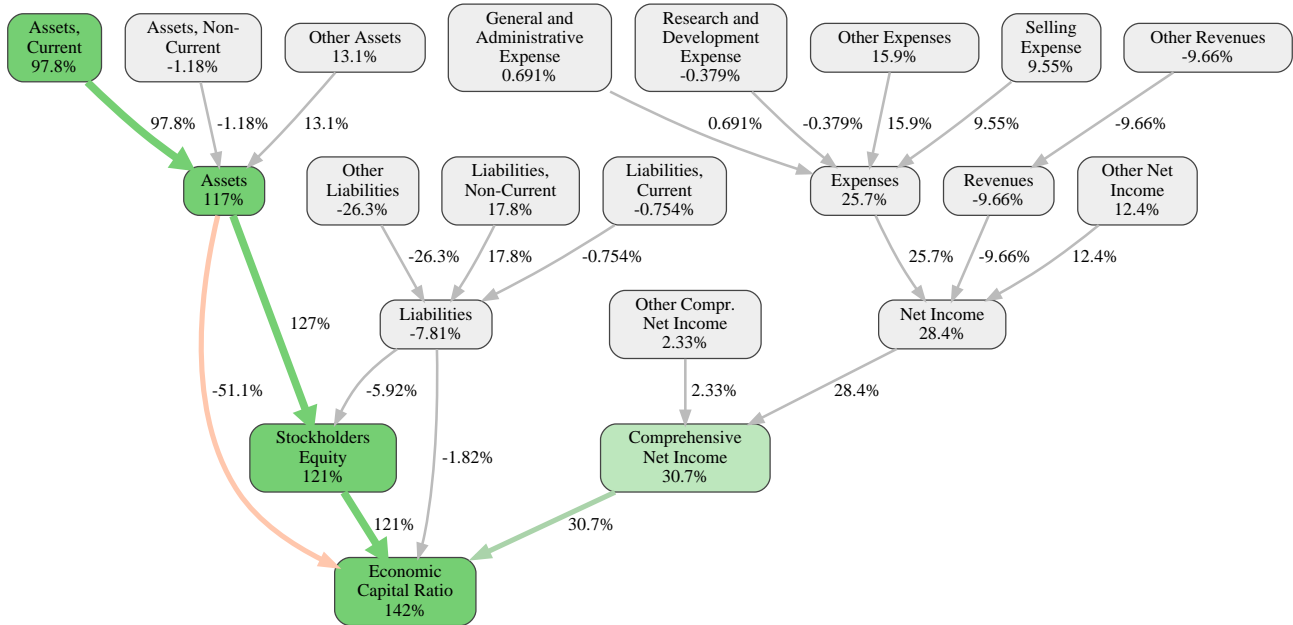 Assets,
Current
97.8%
Assets, Non-
Current
-1.18%
Other Assets
13.1%
General and
Administrative
Expense
0.691%
Research and
Development
Expense
-0.379%
Other Expenses
15.9%
Selling
Expense
9.55%
Other Revenues
-9.66%
97.8%
-1.18%
13.1%
0.691%
-0.379%
15.9%
9.55%
-9.66%
Assets
117%
Other
Liabilities
-26.3%
Liabilities,
Non-Current
17.8%
Liabilities,
Current
-0.754%
Expenses
25.7%
Revenues
-9.66%
Other Net
Income
12.4%
-26.3%
17.8%
-0.754%
25.7%
-9.66%
12.4%
127%
Liabilities
-7.81%
Other Compr.
Net Income
2.33%
Net Income
28.4%
-51.1%
-5.92%
2.33%
28.4%
Stockholders
Equity
121%
-1.82%
Comprehensive
Net Income
30.7%
121%
30.7%
Economic
Capital Ratio
142%